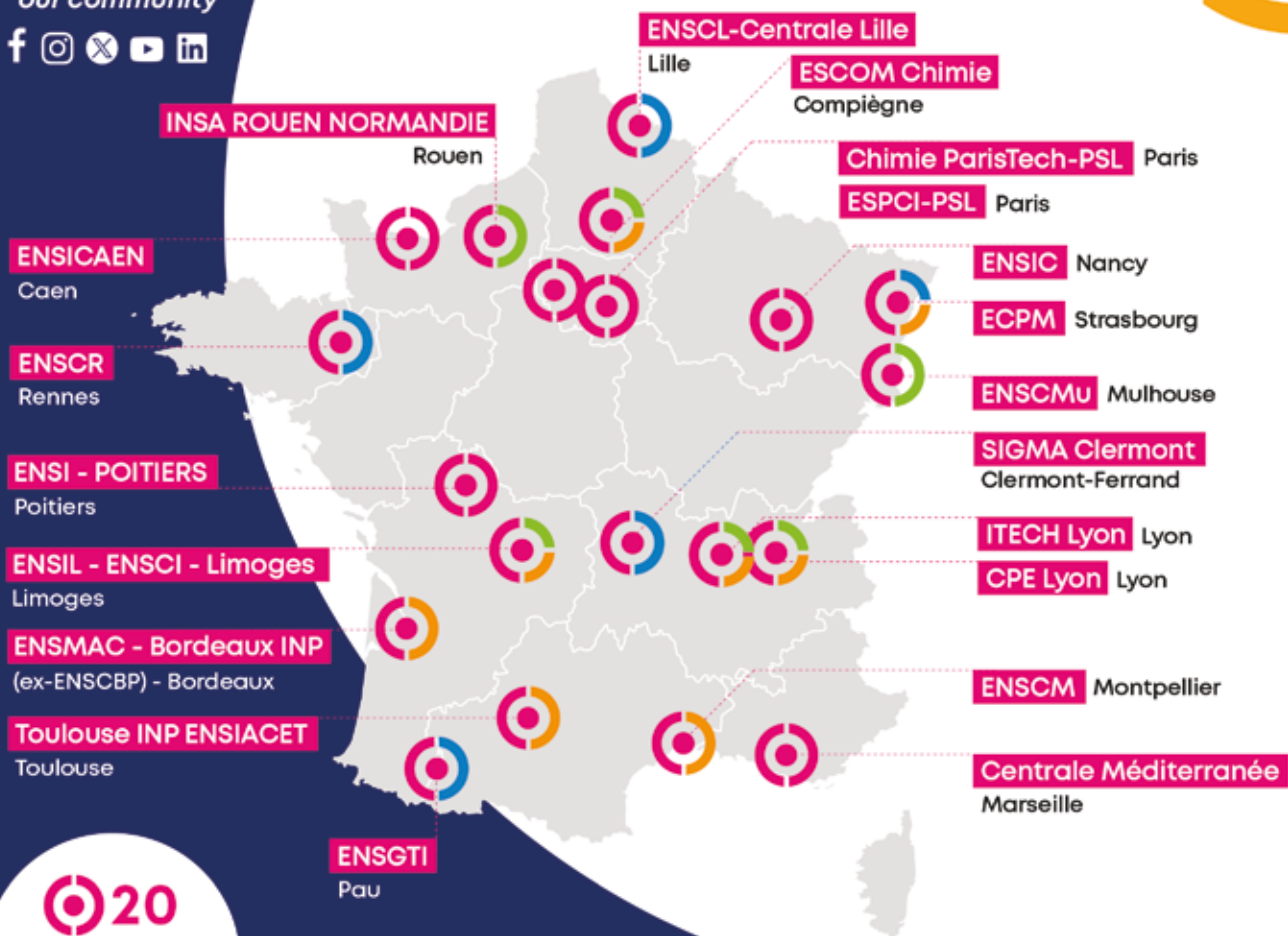 our community
ENSCL-Centrale Lille
Lille
ESCOM Chimie
Compiègne
INSA ROUEN NORMANDIE
Rouen
Chimie ParisTech-PSL Paris
ESPCI-PSL Paris
ENSICAEN
Caen
ENSIC Nancy
ECPM Strasbourg
ENSCR
Rennes
ENSCMu Mulhouse
SIGMA Clermont
Clermont-Ferrand
ENSI - POITIERS
Poitiers
ITECH Lyon Lyon
ENSIL - ENSCI - Limoges
Limoges
CPE Lyon Lyon
ENSMAC - Bordeaux INP
(ex-ENSCBP) - Bordeaux
ENSCM Montpellier
Toulouse INP ENSIACET
Toulouse
Centrale Méditerranée
Marseille
ENSGTI
Pau
20